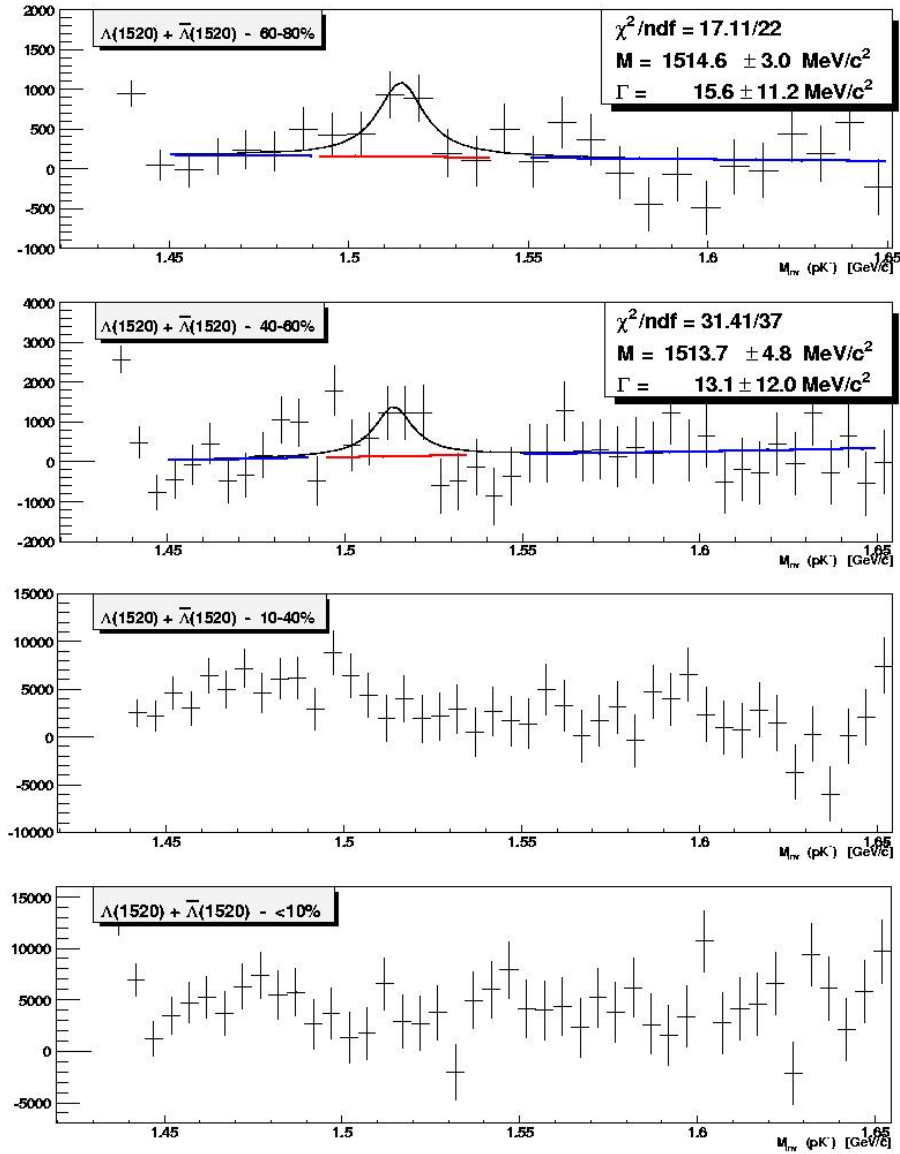 2000
Λ(1520) + Λ̅(1520) - 60-80%
χ²/ndf = 17.11/22
M = 1514.6 ± 3.0 MeV/c²
Γ = 15.6 ± 11.2 MeV/c²
1500
1000
500
0
-500
-1000
1.45 1.5 1.55 1.6 1.65
M_inv (pK⁻) [GeV/c]
4000
Λ(1520) + Λ̅(1520) - 40-60%
χ²/ndf = 31.41/37
M = 1513.7 ± 4.8 MeV/c²
Γ = 13.1 ± 12.0 MeV/c²
3000
2000
1000
0
-1000
-2000
1.45 1.5 1.55 1.6 1.65
M_inv (pK⁻) [GeV/c]
15000
Λ(1520) + Λ̅(1520) - 10-40%
10000
5000
0
-5000
-10000
1.45 1.5 1.55 1.6 1.65
M_inv (pK⁻) [GeV/c]
15000
Λ(1520) + Λ̅(1520) - <10%
10000
5000
0
-5000
1.45 1.5 1.55 1.6 1.65
M_inv (pK⁻) [GeV/c]